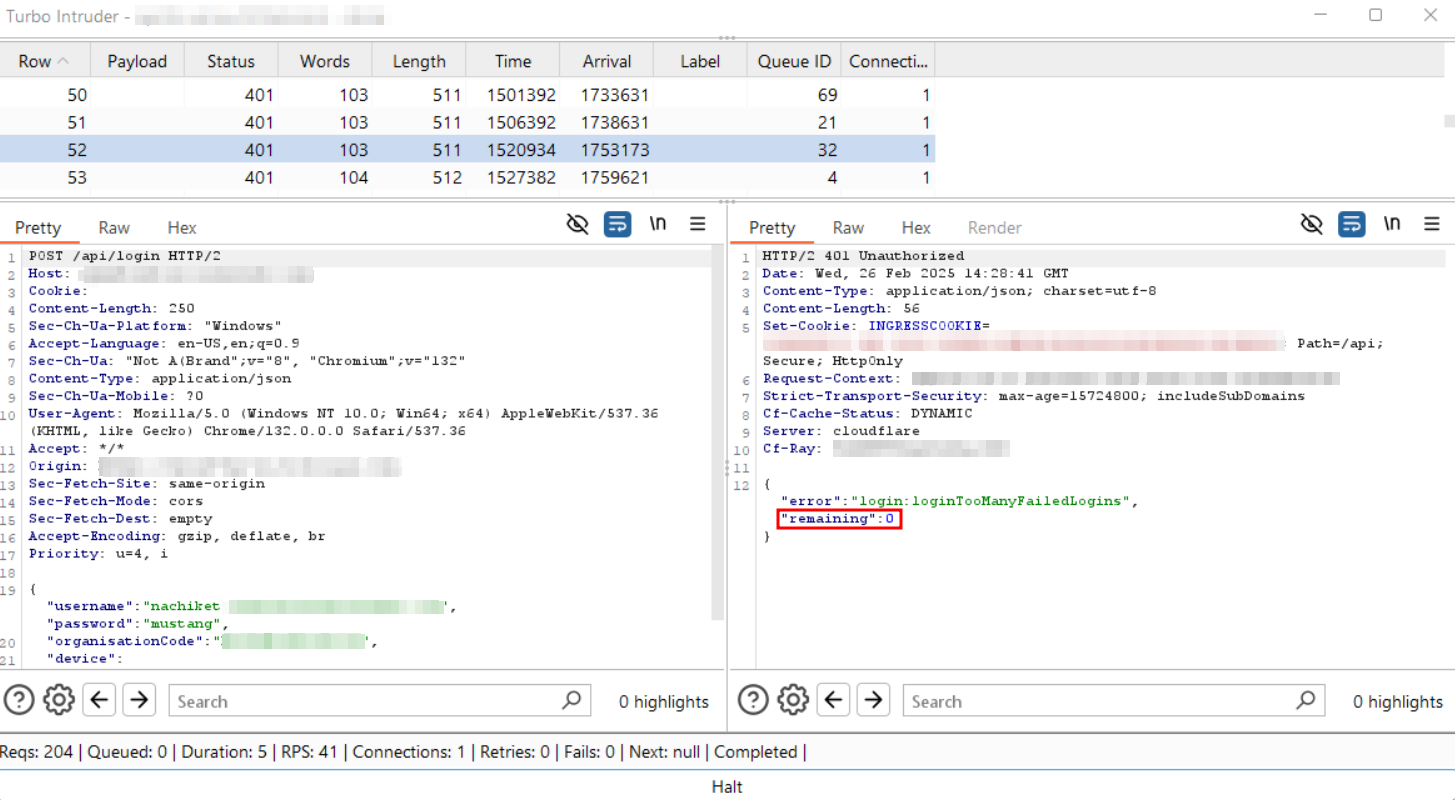 Turbo Intruder -
Row Payload Status Words Length Time Arrival Label Queue ID Connecti...
50 401 103 511 1501392 1733631 69 1
51 401 103 511 1506392 1738631 21 1
52 401 103 511 1520934 1753173 32 1
53 401 104 512 1527382 1759621 4 1
Pretty Raw Hex \n
1 POST /api/login HTTP/2
2 Host:
3 Cookie:
4 Content-Length: 250
5 Sec-Ch-Ua-Platform: "Windows"
6 Accept-Language: en-US,en;q=0.9
7 Sec-Ch-Ua: "Not A(Brand";v="8", "Chromium";v="132"
8 Content-Type: application/json
9 Sec-Ch-Ua-Mobile: ?0
10 User-Agent: Mozilla/5.0 (Windows NT 10.0; Win64; x64) AppleWebKit/537.36
(KHTML, like Gecko) Chrome/132.0.0.0 Safari/537.36
11 Accept: */*
12 Origin:
13 Sec-Fetch-Site: same-origin
14 Sec-Fetch-Mode: cors
15 Sec-Fetch-Dest: empty
16 Accept-Encoding: gzip, deflate, br
17 Priority: u=4, i
18
19 {
"username":"nachiket ",
"password":"mustang",
20 "organisationCode":" ",
21 "device":
Search 0 highlights
Pretty Raw Hex Render \n
1 HTTP/2 401 Unauthorized
2 Date: Wed, 26 Feb 2025 14:28:41 GMT
3 Content-Type: application/json; charset=utf-8
4 Content-Length: 56
5 Set-Cookie: INGRESSCOOKIE=
Path=/api;
Secure; HttpOnly
6 Request-Context:
7 Strict-Transport-Security: max-age=15724800; includeSubDomains
8 Cf-Cache-Status: DYNAMIC
9 Server: cloudflare
10 Cf-Ray:
11
12 {
"error":"login:loginTooManyFailedLogins",
"remaining":0
}
Search 0 highlights
Reqs: 204 | Queued: 0 | Duration: 5 | RPS: 41 | Connections: 1 | Retries: 0 | Fails: 0 | Next: null | Completed |
Halt